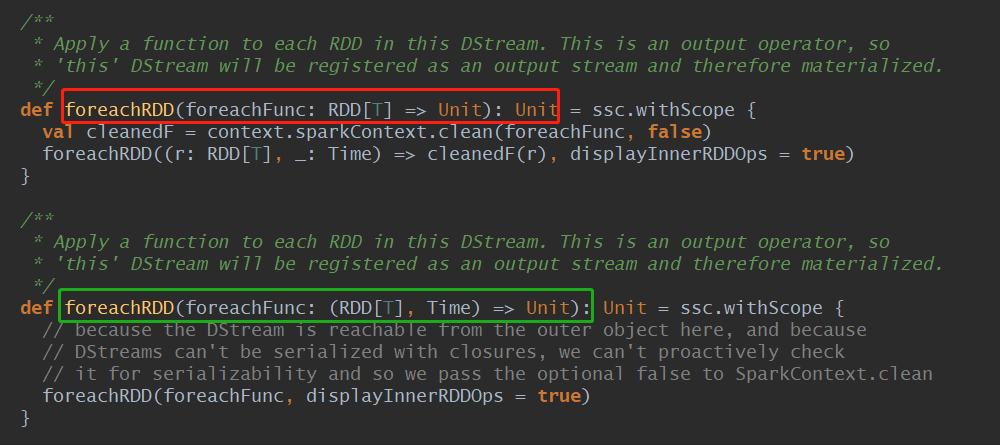 /**
 * Apply a function to each RDD in this DStream. This is an output operator, so
 * 'this' DStream will be registered as an output stream and therefore materialized.
 */
def foreachRDD(foreachFunc: RDD[T] => Unit): Unit = ssc.withScope {
  val cleanedF = context.sparkContext.clean(foreachFunc, false)
  foreachRDD((r: RDD[T], _: Time) => cleanedF(r), displayInnerRDDOps = true)
}
/**
 * Apply a function to each RDD in this DStream. This is an output operator, so
 * 'this' DStream will be registered as an output stream and therefore materialized.
 */
def foreachRDD(foreachFunc: (RDD[T], Time) => Unit): Unit = ssc.withScope {
  // because the DStream is reachable from the outer object here, and because
  // DStreams can't be serialized with closures, we can't proactively check
  // it for serializability and so we pass the optional false to SparkContext.clean
  foreachRDD(foreachFunc, displayInnerRDDOps = true)
}